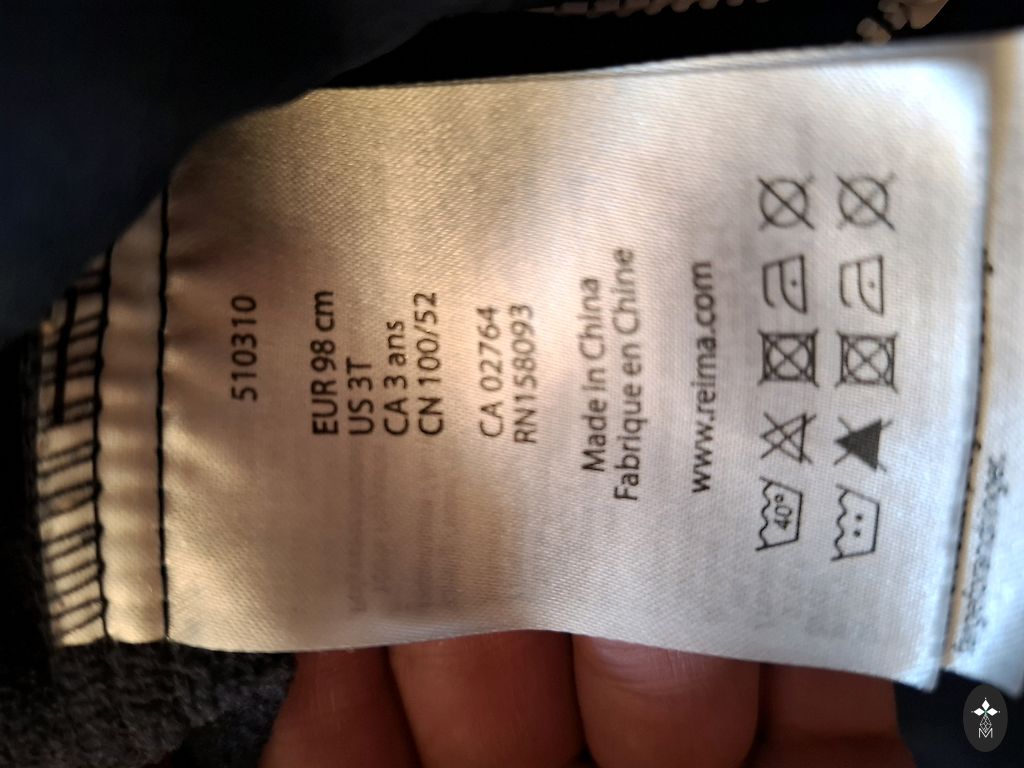 510310
EUR 98 cm
US 3T
CA 3 ans
CN 100/52
CA 02764
RN158093
Made in China
Fabriqué en Chine
www.reima.com
40°